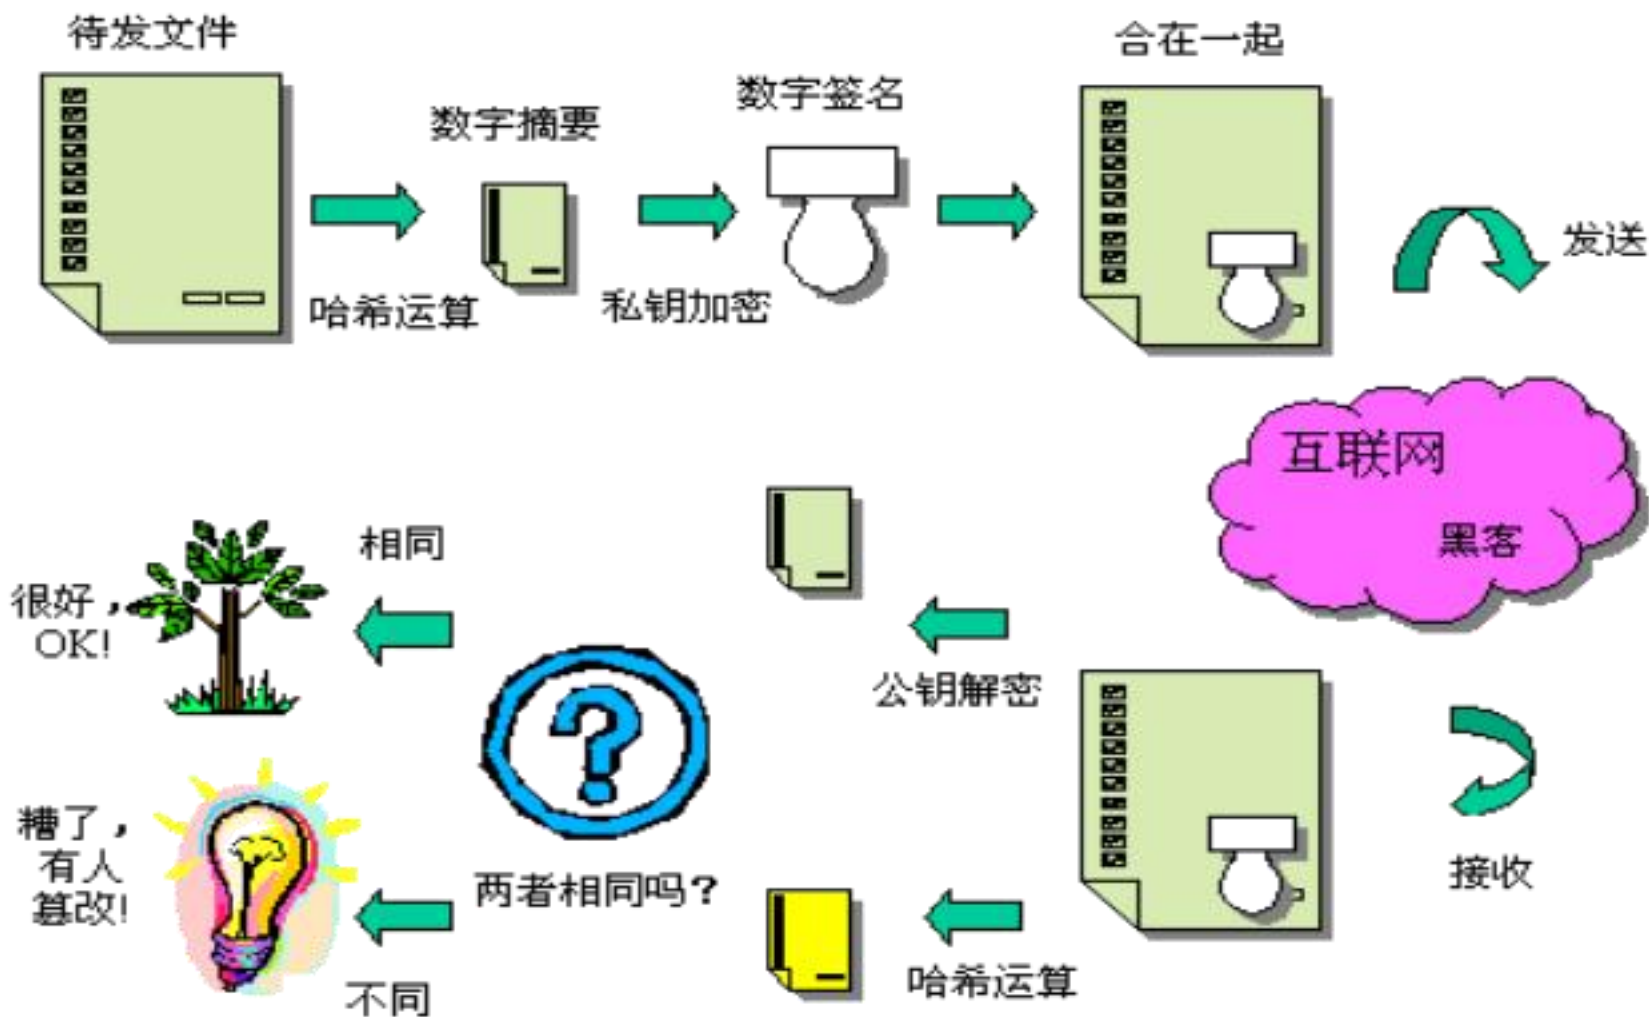 待发文件
合在一起
数字签名
数字摘要
发送
哈希运算
私钥加密
互联网
黑客
相同
很好，
OK!
公钥解密
糟了，
有人
篡改!
两者相同吗？
接收
哈希运算
不同